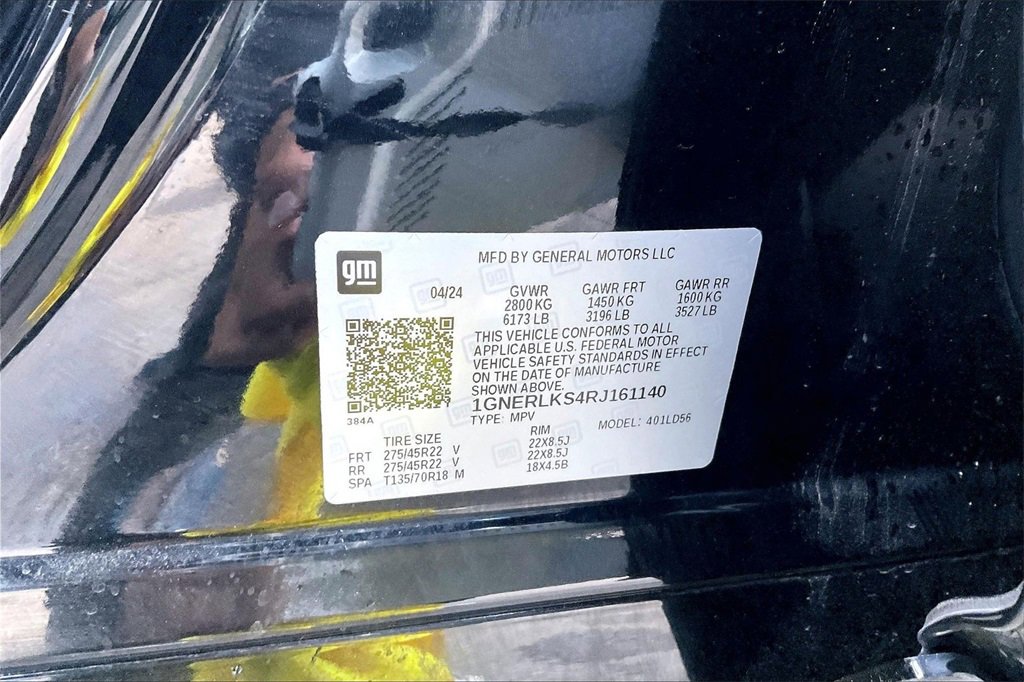 gm
MFD BY GENERAL MOTORS LLC
04/24 GVWR GAWR FRT GAWR RR
2800 KG 1450 KG 1600 KG
6173 LB 3196 LB 3527 LB
THIS VEHICLE CONFORMS TO ALL
APPLICABLE U.S. FEDERAL MOTOR
VEHICLE SAFETY STANDARDS IN EFFECT
ON THE DATE OF MANUFACTURE
SHOWN ABOVE.
1GNERLKS4RJ161140
384A
TYPE: MPV MODEL: 401LD56
TIRE SIZE RIM
FRT 275/45R22 V 22X8.5J
RR 275/45R22 V 22X8.5J
SPA T135/70R18 M 18X4.5B